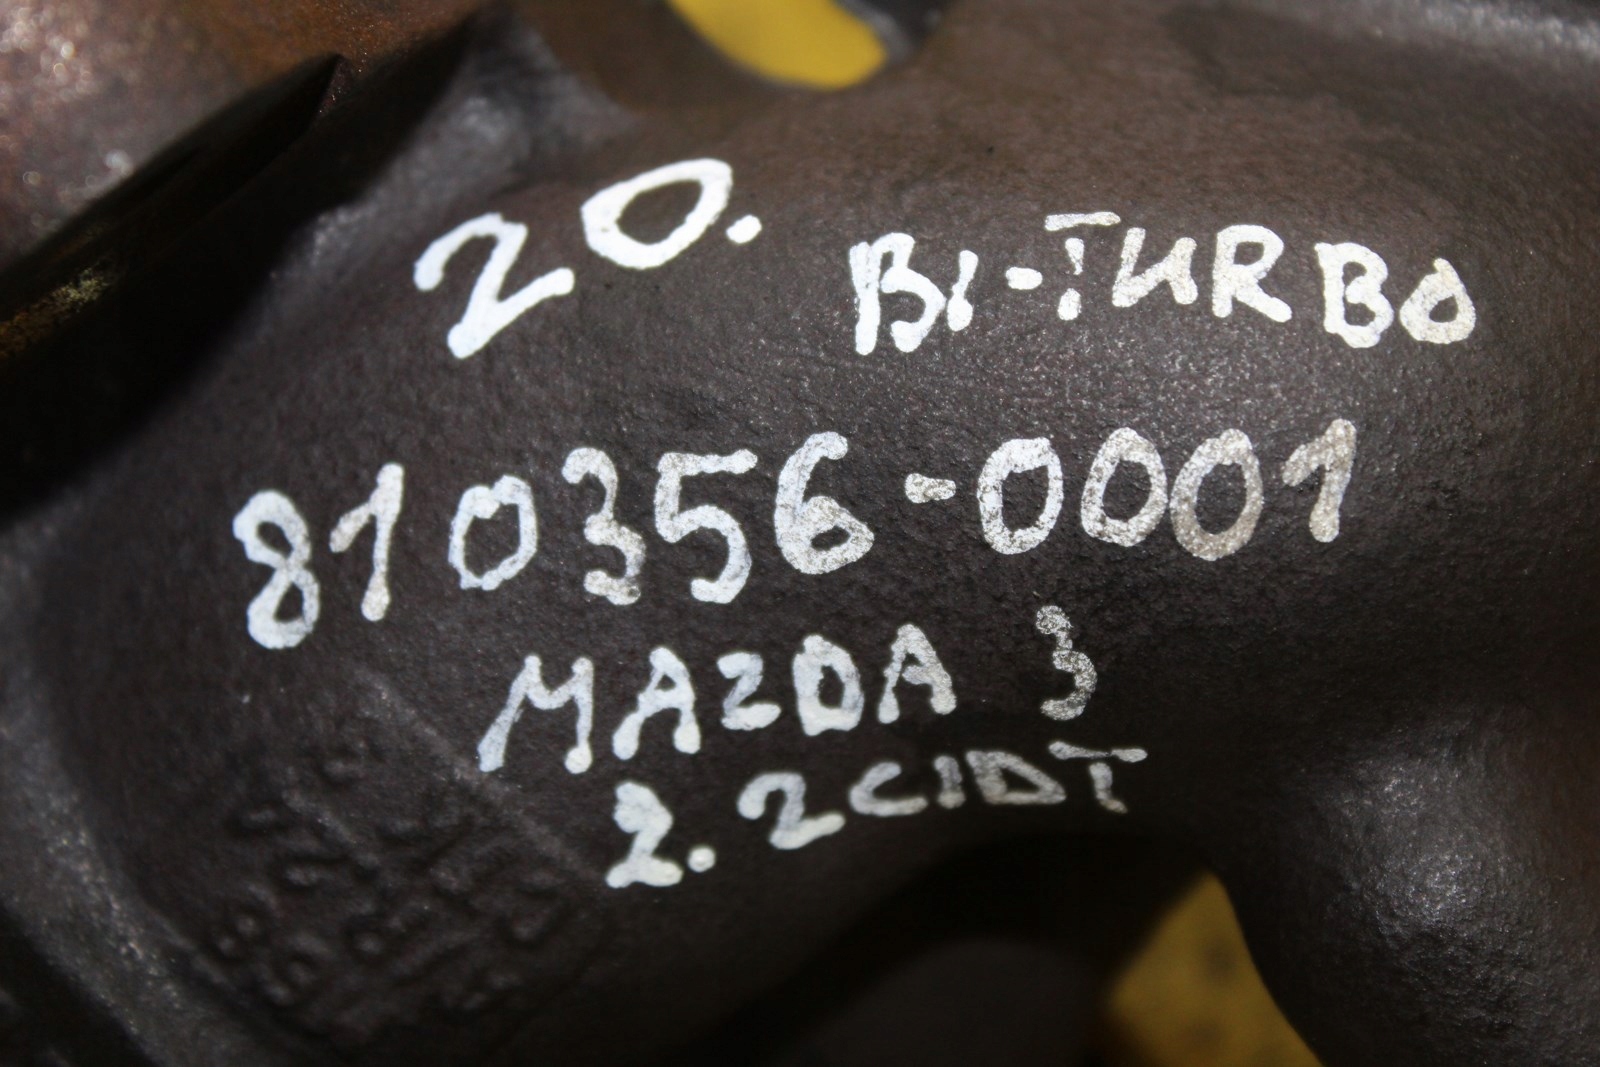 20. BI-TURBO
810356-0001
MAZDA 3
2.2CIDT